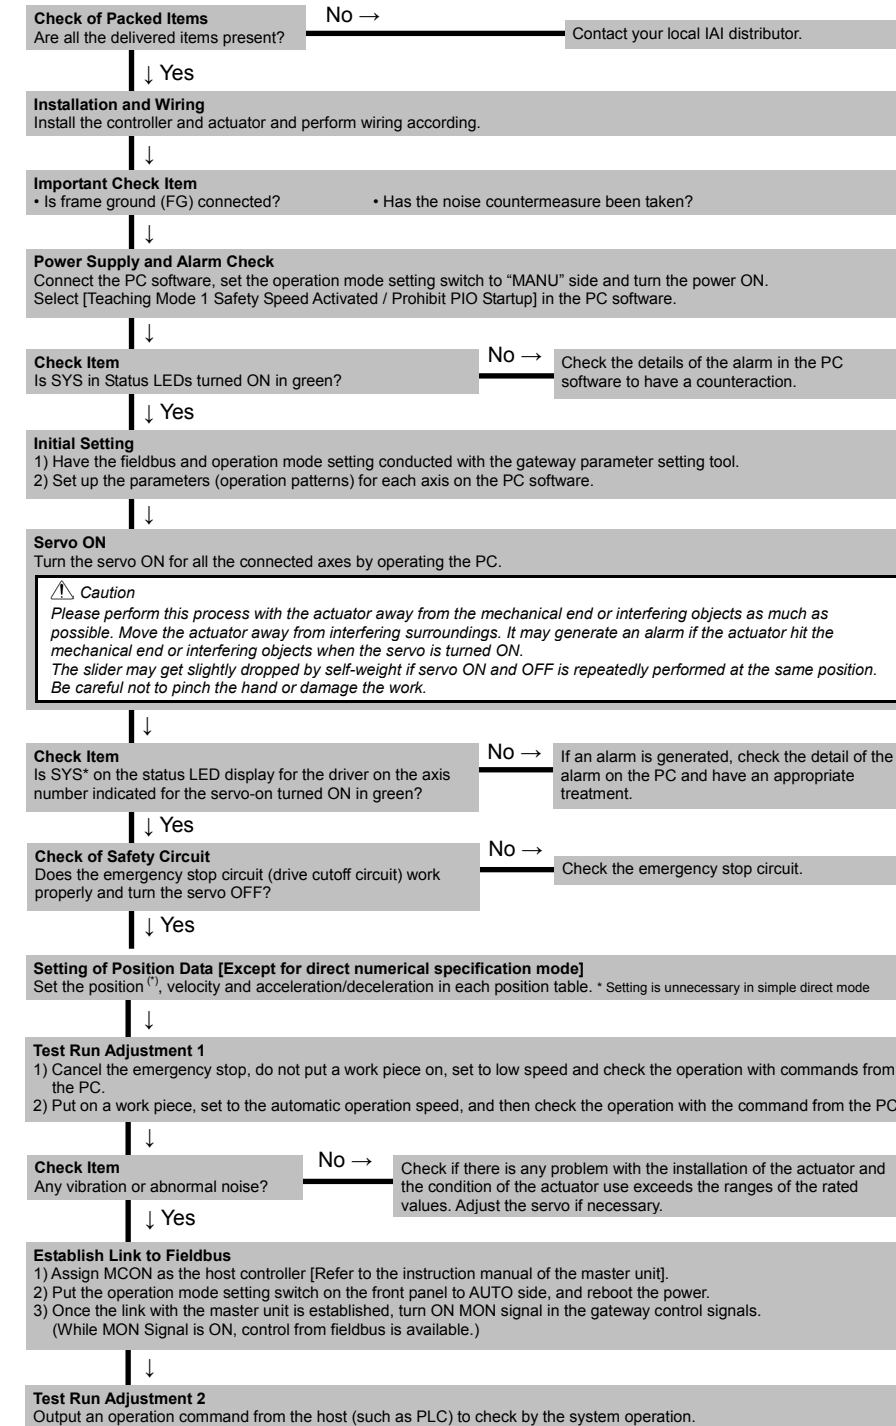 Check of Packed Items
Are all the delivered items present?
No →
Contact your local IAI distributor.
↓ Yes
Installation and Wiring
Install the controller and actuator and perform wiring according.
↓
Important Check Item
• Is frame ground (FG) connected? • Has the noise countermeasure been taken?
↓
Power Supply and Alarm Check
Connect the PC software, set the operation mode setting switch to “MANU” side and turn the power ON.
Select [Teaching Mode 1 Safety Speed Activated / Prohibit PIO Startup] in the PC software.
↓
Check Item
Is SYS in Status LEDs turned ON in green?
No →
Check the details of the alarm in the PC
software to have a counteraction.
↓ Yes
Initial Setting
1) Have the fieldbus and operation mode setting conducted with the gateway parameter setting tool.
2) Set up the parameters (operation patterns) for each axis on the PC software.
↓
Servo ON
Turn the servo ON for all the connected axes by operating the PC.
⚠ Caution
Please perform this process with the actuator away from the mechanical end or interfering objects as much as
possible. Move the actuator away from interfering surroundings. It may generate an alarm if the actuator hit the
mechanical end or interfering objects when the servo is turned ON.
The slider may get slightly dropped by self-weight if servo ON and OFF is repeatedly performed at the same position.
Be careful not to pinch the hand or damage the work.
↓
Check Item
Is SYS* on the status LED display for the driver on the axis
number indicated for the servo-on turned ON in green?
No →
If an alarm is generated, check the detail of the
alarm on the PC and have an appropriate
treatment.
↓ Yes
Check of Safety Circuit
Does the emergency stop circuit (drive cutoff circuit) work
properly and turn the servo OFF?
No →
Check the emergency stop circuit.
↓ Yes
Setting of Position Data [Except for direct numerical specification mode]
Set the position (*), velocity and acceleration/deceleration in each position table. * Setting is unnecessary in simple direct mode
↓
Test Run Adjustment 1
1) Cancel the emergency stop, do not put a work piece on, set to low speed and check the operation with commands from
the PC.
2) Put on a work piece, set to the automatic operation speed, and then check the operation with the command from the PC
↓
Check Item
Any vibration or abnormal noise?
No →
Check if there is any problem with the installation of the actuator and
the condition of the actuator use exceeds the ranges of the rated
values. Adjust the servo if necessary.
↓ Yes
Establish Link to Fieldbus
1) Assign MCON as the host controller [Refer to the instruction manual of the master unit].
2) Put the operation mode setting switch on the front panel to AUTO side, and reboot the power.
3) Once the link with the master unit is established, turn ON MON signal in the gateway control signals.
(While MON Signal is ON, control from fieldbus is available.)
↓
Test Run Adjustment 2
Output an operation command from the host (such as PLC) to check by the system operation.